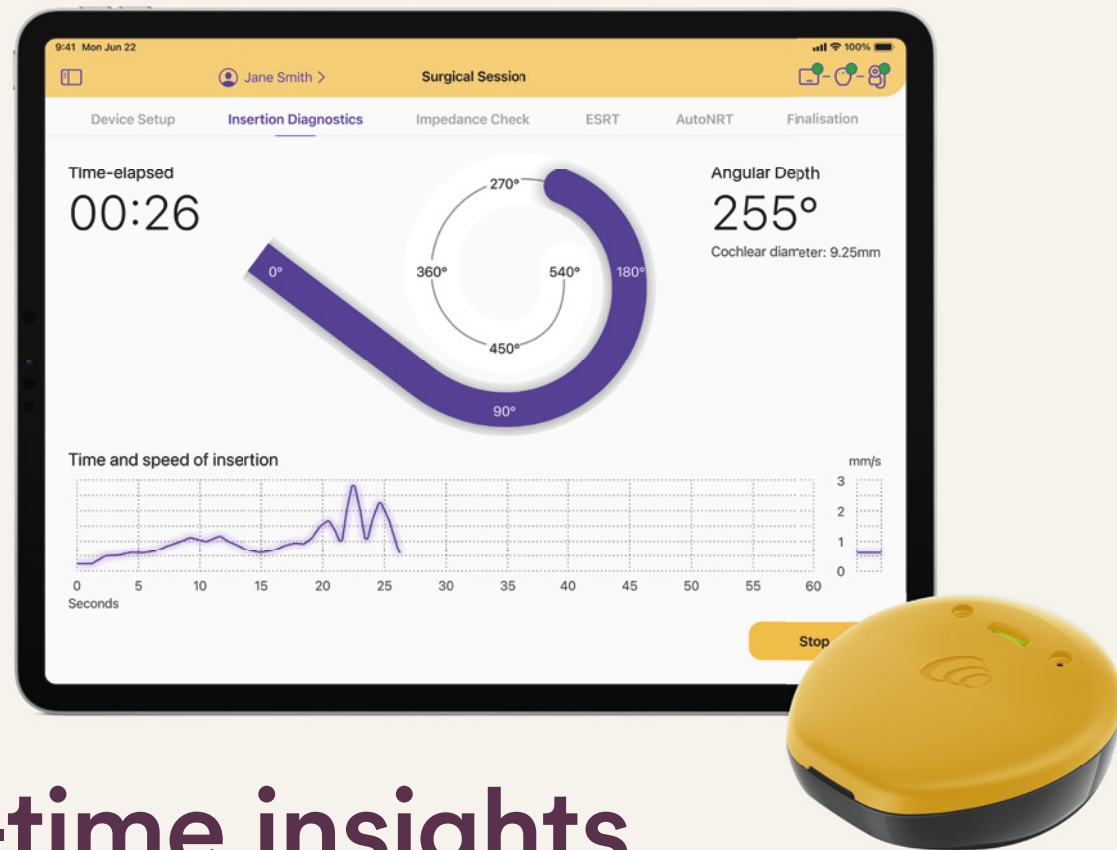 9:41 Mon Jun 22
100%
Jane Smith >
Surgical Session
Device Setup
Insertion Diagnostics
Impedance Check
ESRT
AutoNRT
Finalisation
Time-elapsed
00:26
Angular Depth
255°
Cochlear diameter: 9.25mm
270°
0°
360°
540°
180°
450°
90°
Time and speed of insertion
mm/s
3
2
1
0
0 5 10 15 20 25 30 35 40 45 50 55 60
Seconds
Stop
-time insights